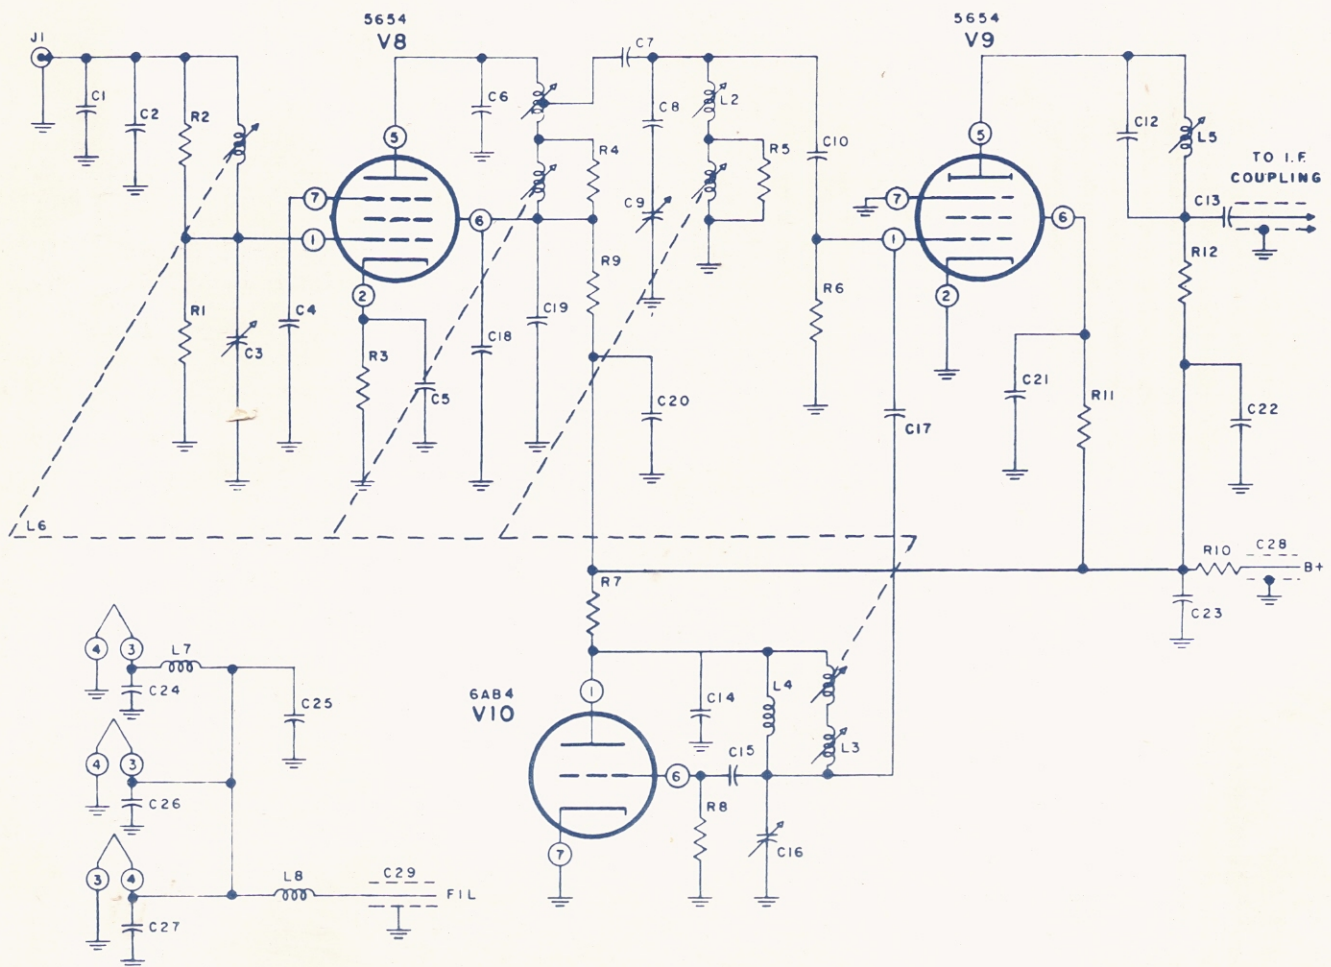 5654
V8
5654
V9
J1
C1
C2
R2
C6
C7
C8
L2
R4
R5
C10
C12
L5
TO I.F.
COUPLING
C13
5
5
7
6
1
2
7
6
1
2
C9
R9
R6
R12
R1
C3
C4
R3
C5
C18
C19
C20
C17
C21
R11
C22
L6
R7
R10
C28
B+
C23
4
3
L7
C24
C25
6AB4
V10
1
C14
L4
L3
C15
6
R8
C16
7
4
3
C26
3
4
C27
L8
C29
FIL